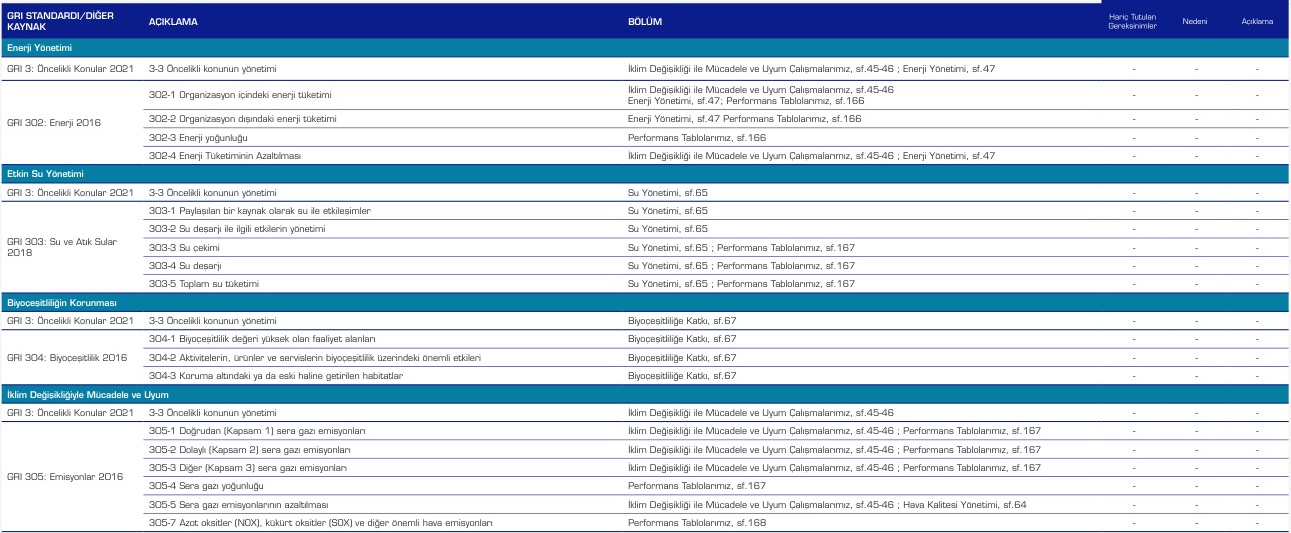 GRI STANDARDI/DİĞER KAYNAK AÇIKLAMA BÖLÜM Hariç Tutulan Gereksinimler Nedeni Açıklama
Enerji Yönetimi
GRI 3: Öncelikli Konular 2021 3-3 Öncelikli konunun yönetimi İklim Değişikliği ile Mücadele ve Uyum Çalışmalarımız, sf.45-46 ; Enerji Yönetimi, sf.47 - - -
GRI 302: Enerji 2016
302-1 Organizasyon içindeki enerji tüketimi İklim Değişikliği ile Mücadele ve Uyum Çalışmalarımız, sf.45-46
Enerji Yönetimi, sf.47; Performans Tablolarımız, sf.166 - - -
302-2 Organizasyon dışındaki enerji tüketimi Enerji Yönetimi, sf.47 Performans Tablolarımız, sf.166 - - -
302-3 Enerji yoğunluğu Performans Tablolarımız, sf.166 - - -
302-4 Enerji Tüketiminin Azaltılması İklim Değişikliği ile Mücadele ve Uyum Çalışmalarımız, sf.45-46 ; Enerji Yönetimi, sf.47 - - -
Etkin Su Yönetimi
GRI 3: Öncelikli Konular 2021 3-3 Öncelikli konunun yönetimi Su Yönetimi, sf.65 - - -
GRI 303: Su ve Atık Sular
2018
303-1 Paylaşılan bir kaynak olarak su ile etkileşimler Su Yönetimi, sf.65 - - -
303-2 Su deşarjı ile ilgili etkilerin yönetimi Su Yönetimi, sf.65 - - -
303-3 Su çekimi Su Yönetimi, sf.65 ; Performans Tablolarımız, sf.167 - - -
303-4 Su deşarjı Su Yönetimi, sf.65 ; Performans Tablolarımız, sf.167 - - -
303-5 Toplam su tüketimi Su Yönetimi, sf.65 ; Performans Tablolarımız, sf.167 - - -
Biyoçeşitliliğin Korunması
GRI 3: Öncelikli Konular 2021 3-3 Öncelikli konunun yönetimi Biyoçeşitliliğe Katkı, sf.67 - - -
GRI 304: Biyoçeşitlilik 2016
304-1 Biyoçeşitlilik değeri yüksek olan faaliyet alanları Biyoçeşitliliğe Katkı, sf.67 - - -
304-2 Aktivitelerin, ürünler ve servislerin biyoçeşitlilik üzerindeki önemli etkileri Biyoçeşitliliğe Katkı, sf.67 - - -
304-3 Koruma altındaki ya da eski haline getirilen habitatlar Biyoçeşitliliğe Katkı, sf.67 - - -
İklim Değişikliğiyle Mücadele ve Uyum
GRI 3: Öncelikli Konular 2021 3-3 Öncelikli konunun yönetimi İklim Değişikliği ile Mücadele ve Uyum Çalışmalarımız, sf.45-46 - - -
GRI 305: Emisyonlar 2016
305-1 Doğrudan (Kapsam 1) sera gazı emisyonları İklim Değişikliği ile Mücadele ve Uyum Çalışmalarımız, sf.45-46 ; Performans Tablolarımız, sf.167 - - -
305-2 Dolaylı (Kapsam 2) sera gazı emisyonları İklim Değişikliği ile Mücadele ve Uyum Çalışmalarımız, sf.45-46 ; Performans Tablolarımız, sf.167 - - -
305-3 Diğer (Kapsam 3) sera gazı emisyonları İklim Değişikliği ile Mücadele ve Uyum Çalışmalarımız, sf.45-46 ; Performans Tablolarımız, sf.167 - - -
305-4 Sera gazı yoğunluğu Performans Tablolarımız, sf.167 - - -
305-5 Sera gazı emisyonlarının azaltılması İklim Değişikliği ile Mücadele ve Uyum Çalışmalarımız, sf.45-46 ; Hava Kalitesi Yönetimi, sf.64 - - -
305-7 Azot oksitler (NOX), kükürt oksitler (SOX) ve diğer önemli hava emisyonları Performans Tablolarımız, sf.168 - - -